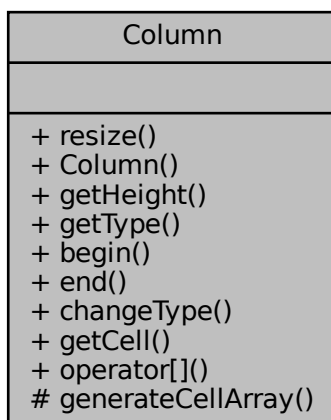 Column
+ resize()
+ Column()
+ getHeight()
+ getType()
+ begin()
+ end()
+ changeType()
+ getCell()
+ operator[]()
# generateCellArray()